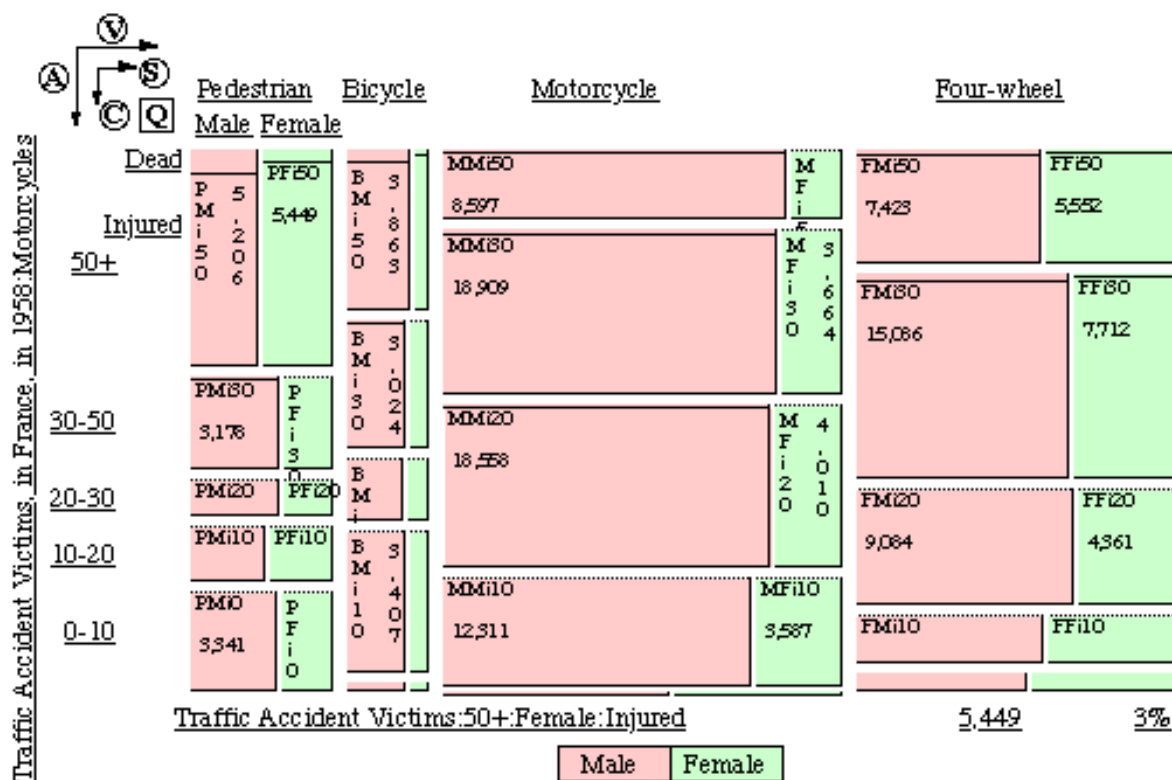 V
A
S
C Q
Pedestrian Bicycle Motorcycle Four-wheel
Male Female
Dead
Injured
50+
30-50
20-30
10-20
0-10
Traffic Accident Victims, in France, in 1958:Motorcycles
PMi50 5,206
PFi50
5,449
BMi50 3,863
MMi50
8,597
MFi5
FMi50
7,423
FFi50
5,552
PMi30
3,178
PFi30
BMi30 3,024
MMi30
18,909
MFi30 3,664
FMi30
15,086
FFi30
7,712
PMi20
PFi20
BMi
MMi20
18,558
MFi20 4,010
FMi20
9,084
FFi20
4,361
PMi10
PFi10
BMi10 3,407
MMi10
12,311
MFi10
3,587
FMi10
FFi10
PMi0
3,341
PFi0
Traffic Accident Victims:50+:Female:Injured 5,449 3%
Male Female